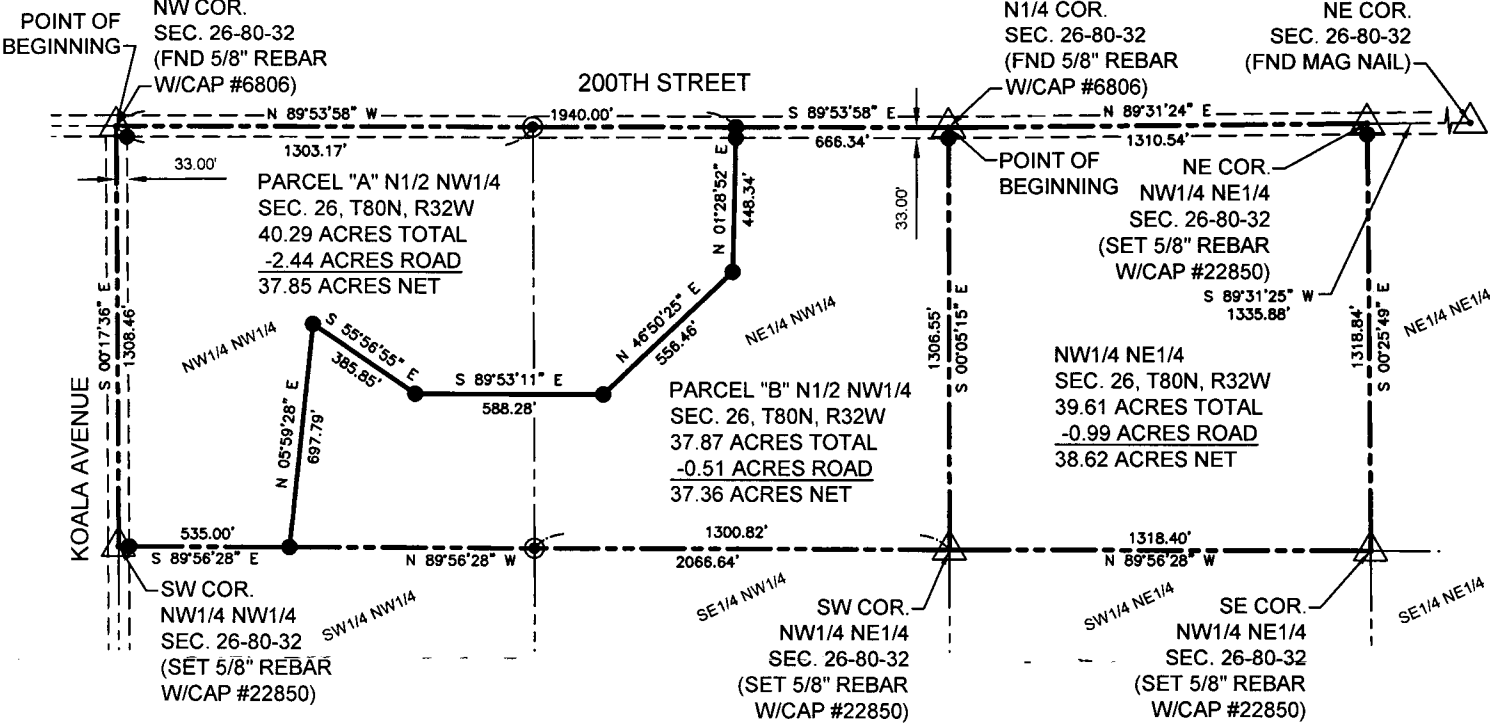 POINT OF
BEGINNING
NW COR.
SEC. 26-80-32
(FND 5/8" REBAR
W/CAP #6806)
200TH STREET
N1/4 COR.
SEC. 26-80-32
(FND 5/8" REBAR
W/CAP #6806)
NE COR.
SEC. 26-80-32
(FND MAG NAIL)
N 89°53'58" W
1940.00'
S 89°53'58" E
N 89°31'24" E
1303.17'
666.34'
1310.54'
33.00'
33.00'
POINT OF
BEGINNING
NE COR.
NW1/4 NE1/4
SEC. 26-80-32
(SET 5/8" REBAR
W/CAP #22850)
S 89°31'25" W
1335.88'
PARCEL "A" N1/2 NW1/4
SEC. 26, T80N, R32W
40.29 ACRES TOTAL
-2.44 ACRES ROAD
37.85 ACRES NET
N 01°28'52" E
448.34'
KOALA AVENUE
S 00°17'36" E
1308.46'
NW1/4 NW1/4
S 55°56'55" E
385.85'
N 05°59'28" E
697.79'
S 89°53'11" E
588.28'
N 46°50'25" E
556.46'
NE1/4 NW1/4
PARCEL "B" N1/2 NW1/4
SEC. 26, T80N, R32W
37.87 ACRES TOTAL
-0.51 ACRES ROAD
37.36 ACRES NET
1306.55'
S 00°05'15" E
NW1/4 NE1/4
SEC. 26, T80N, R32W
39.61 ACRES TOTAL
-0.99 ACRES ROAD
38.62 ACRES NET
1318.84'
S 00°25'49" E
NE1/4 NE1/4
535.00'
S 89°56'28" E
N 89°56'28" W
1300.82'
2066.64'
1318.40'
N 89°56'28" W
SW COR.
NW1/4 NW1/4
SEC. 26-80-32
(SET 5/8" REBAR
W/CAP #22850)
SW1/4 NW1/4
SE1/4 NW1/4
SW COR.
NW1/4 NE1/4
SEC. 26-80-32
(SET 5/8" REBAR
W/CAP #22850)
SW1/4 NE1/4
SE COR.
NW1/4 NE1/4
SEC. 26-80-32
(SET 5/8" REBAR
W/CAP #22850)
SE1/4 NE1/4